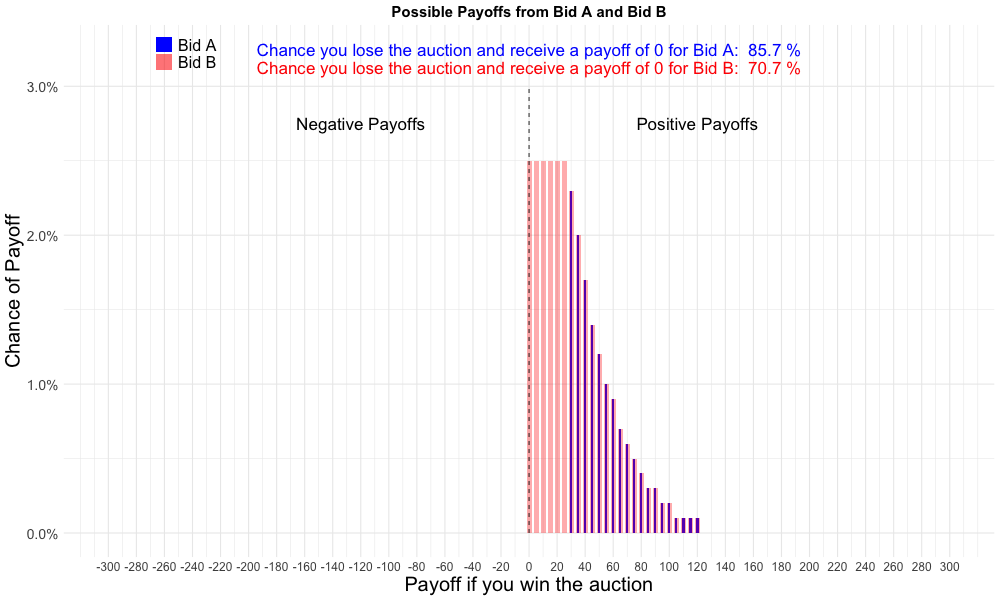 Possible Payoffs from Bid A and Bid B
Bid A
Bid B
Chance you lose the auction and receive a payoff of 0 for Bid A: 85.7 %
Chance you lose the auction and receive a payoff of 0 for Bid B: 70.7 %
Negative Payoffs
Positive Payoffs
Chance of Payoff
3.0%
2.0%
1.0%
0.0%
-300 -280 -260 -240 -220 -200 -180 -160 -140 -120 -100 -80 -60 -40 -20 0 20 40 60 80 100 120 140 160 180 200 220 240 260 280 300
Payoff if you win the auction